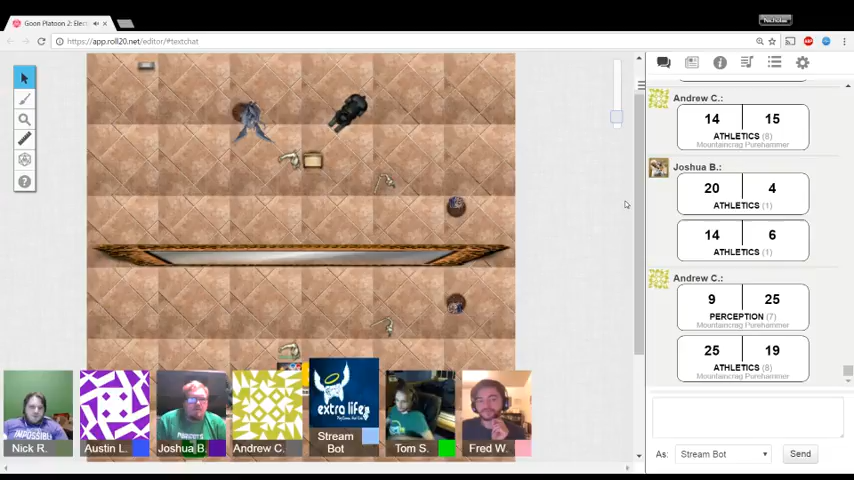 Goon Platoon 2: Elem
Nicholas
https://app.roll20.net/editor/#textchat
Andrew C.:
14 15
ATHLETICS (8)
Mountaincrag Purehammer
Joshua B.:
20 4
ATHLETICS (1)
14 6
ATHLETICS (1)
Andrew C.:
9 25
PERCEPTION (7)
Mountaincrag Purehammer
25 19
ATHLETICS (8)
Mountaincrag Purehammer
IMPOSSIBL
extra life
Nick R.
Austin L.
Joshua B.
Andrew C.
Stream Bot
Tom S.
Fred W.
As: Stream Bot Send